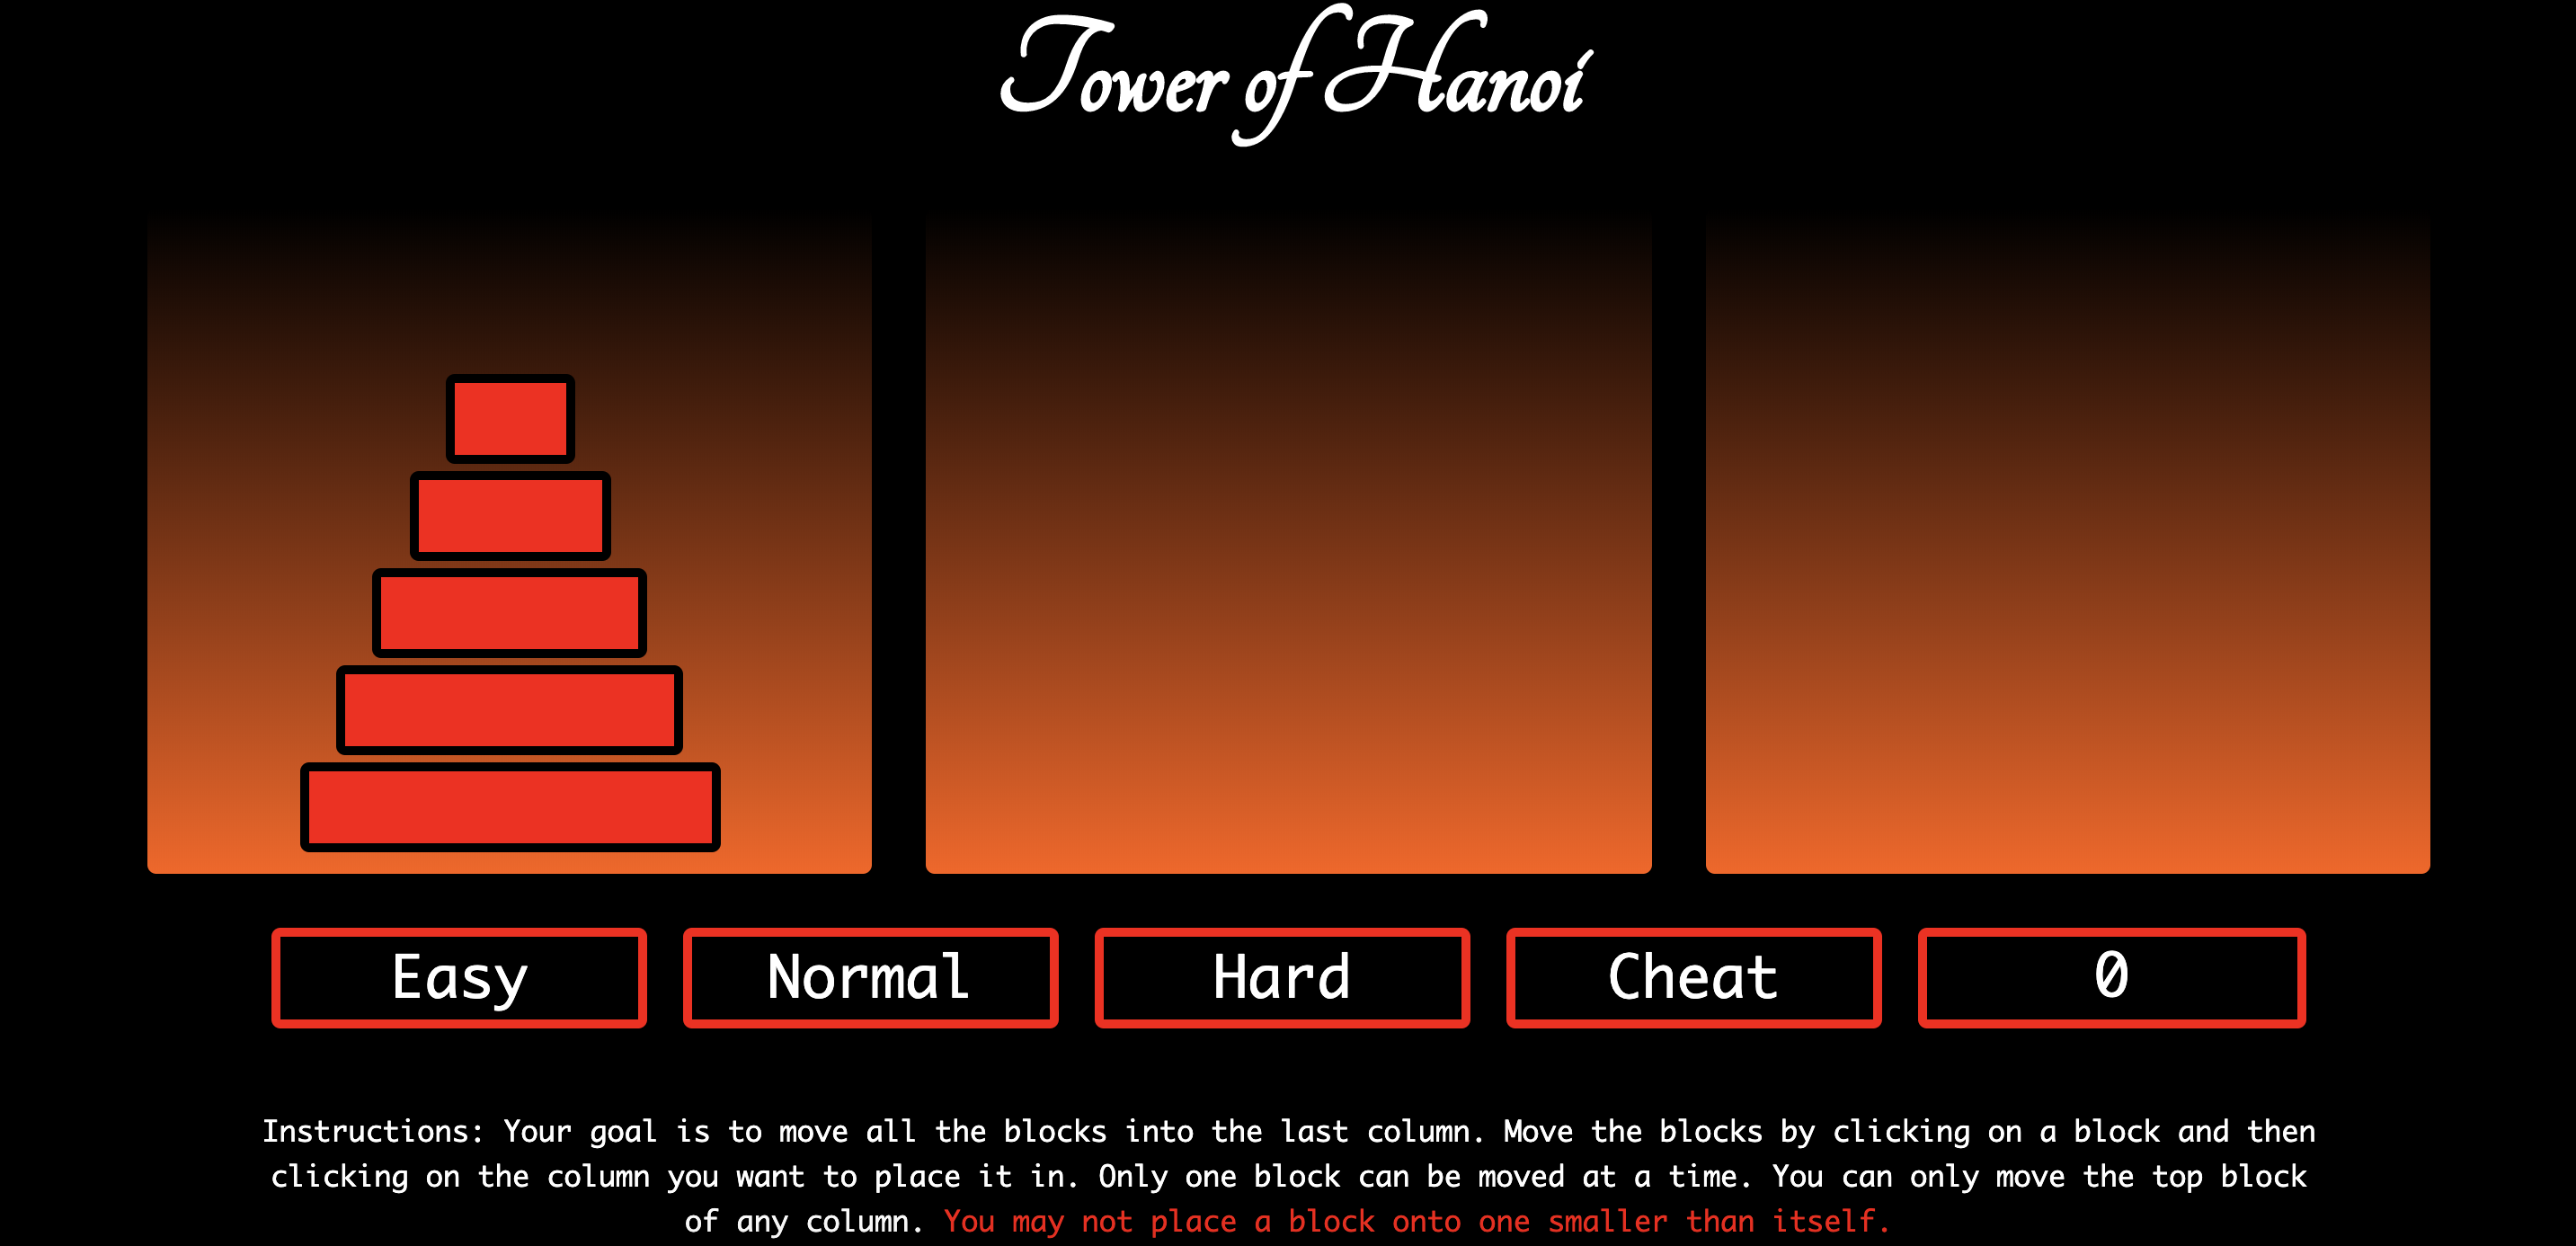 Tower of Hanoi
Easy
Normal
Hard
Cheat
0
Instructions: Your goal is to move all the blocks into the last column. Move the blocks by clicking on a block and then
clicking on the column you want to place it in. Only one block can be moved at a time. You can only move the top block
of any column. You may not place a block onto one smaller than itself.